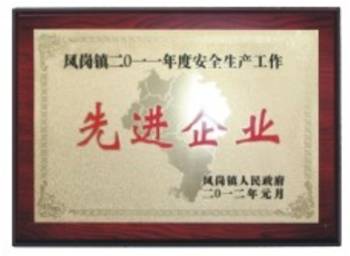 凤岗镇二〇一一年度安全生产工作
先进企业
凤岗镇人民政府
二〇一二年元月